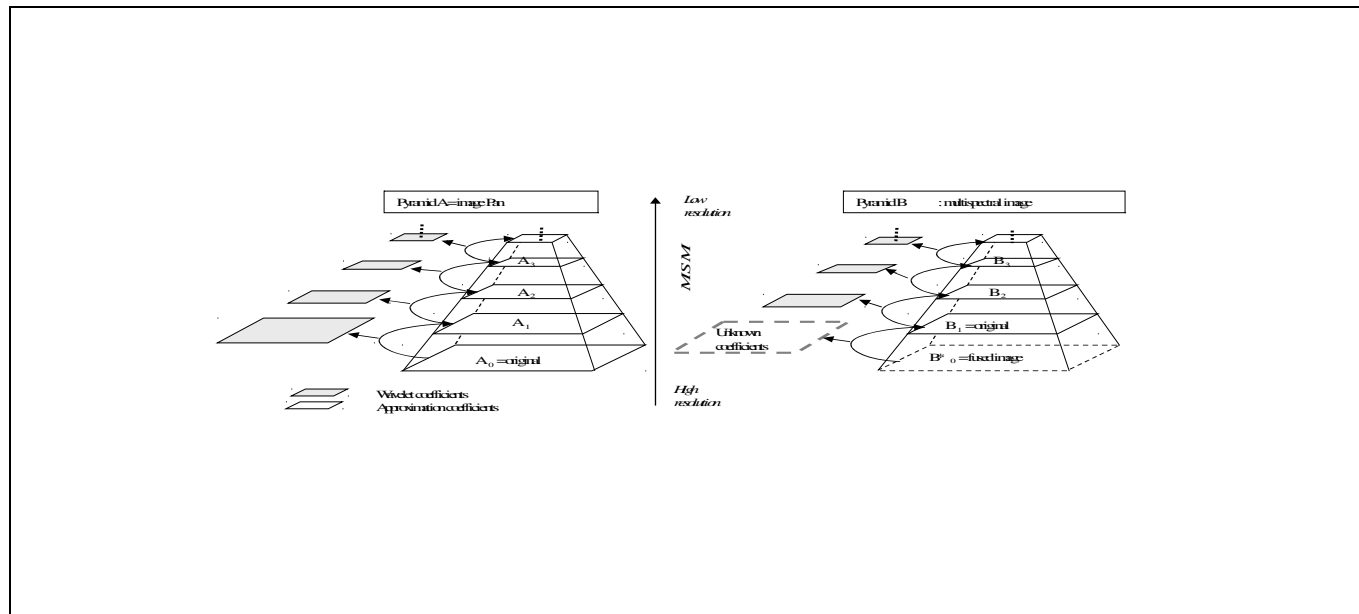 Pyramid A = image Pan
A3
A2
A1
A0 = original
Wavelet coefficients
Approximation coefficients
Low
resolution
MSM
High
resolution
Pyramid B : multispectral image
B3
B2
B1 = original
B*0 = fused image
Unknown
coefficients